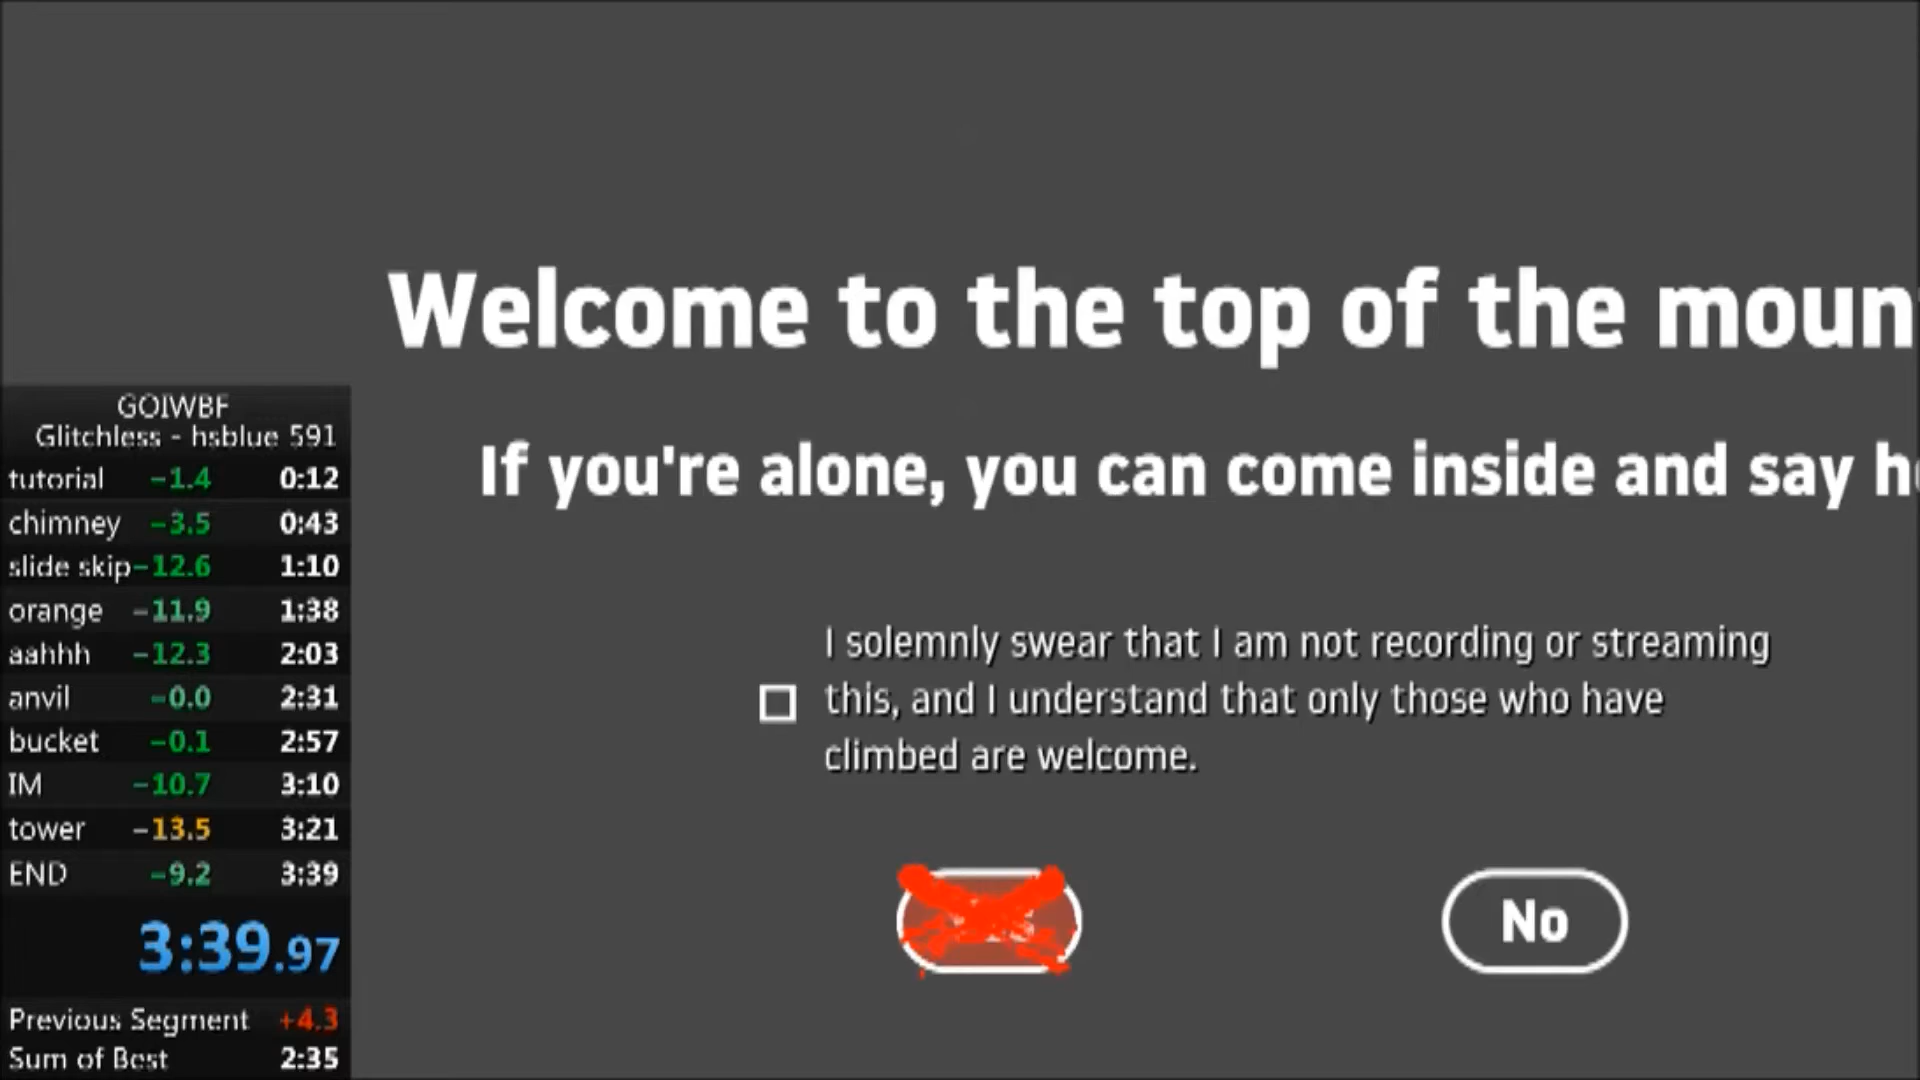 Welcome to the top of the moun
If you're alone, you can come inside and say h
I solemnly swear that I am not recording or streaming
this, and I understand that only those who have
climbed are welcome.
No
GOIWBF
Glitchless - hsblue 591
tutorial -1.4 0:12
chimney -3.5 0:43
slide skip -12.6 1:10
orange -11.9 1:38
aahhh -12.3 2:03
anvil -0.0 2:31
bucket -0.1 2:57
IM -10.7 3:10
tower -13.5 3:21
END -9.2 3:39
3:39.97
Previous Segment +4.3
Sum of Best 2:35